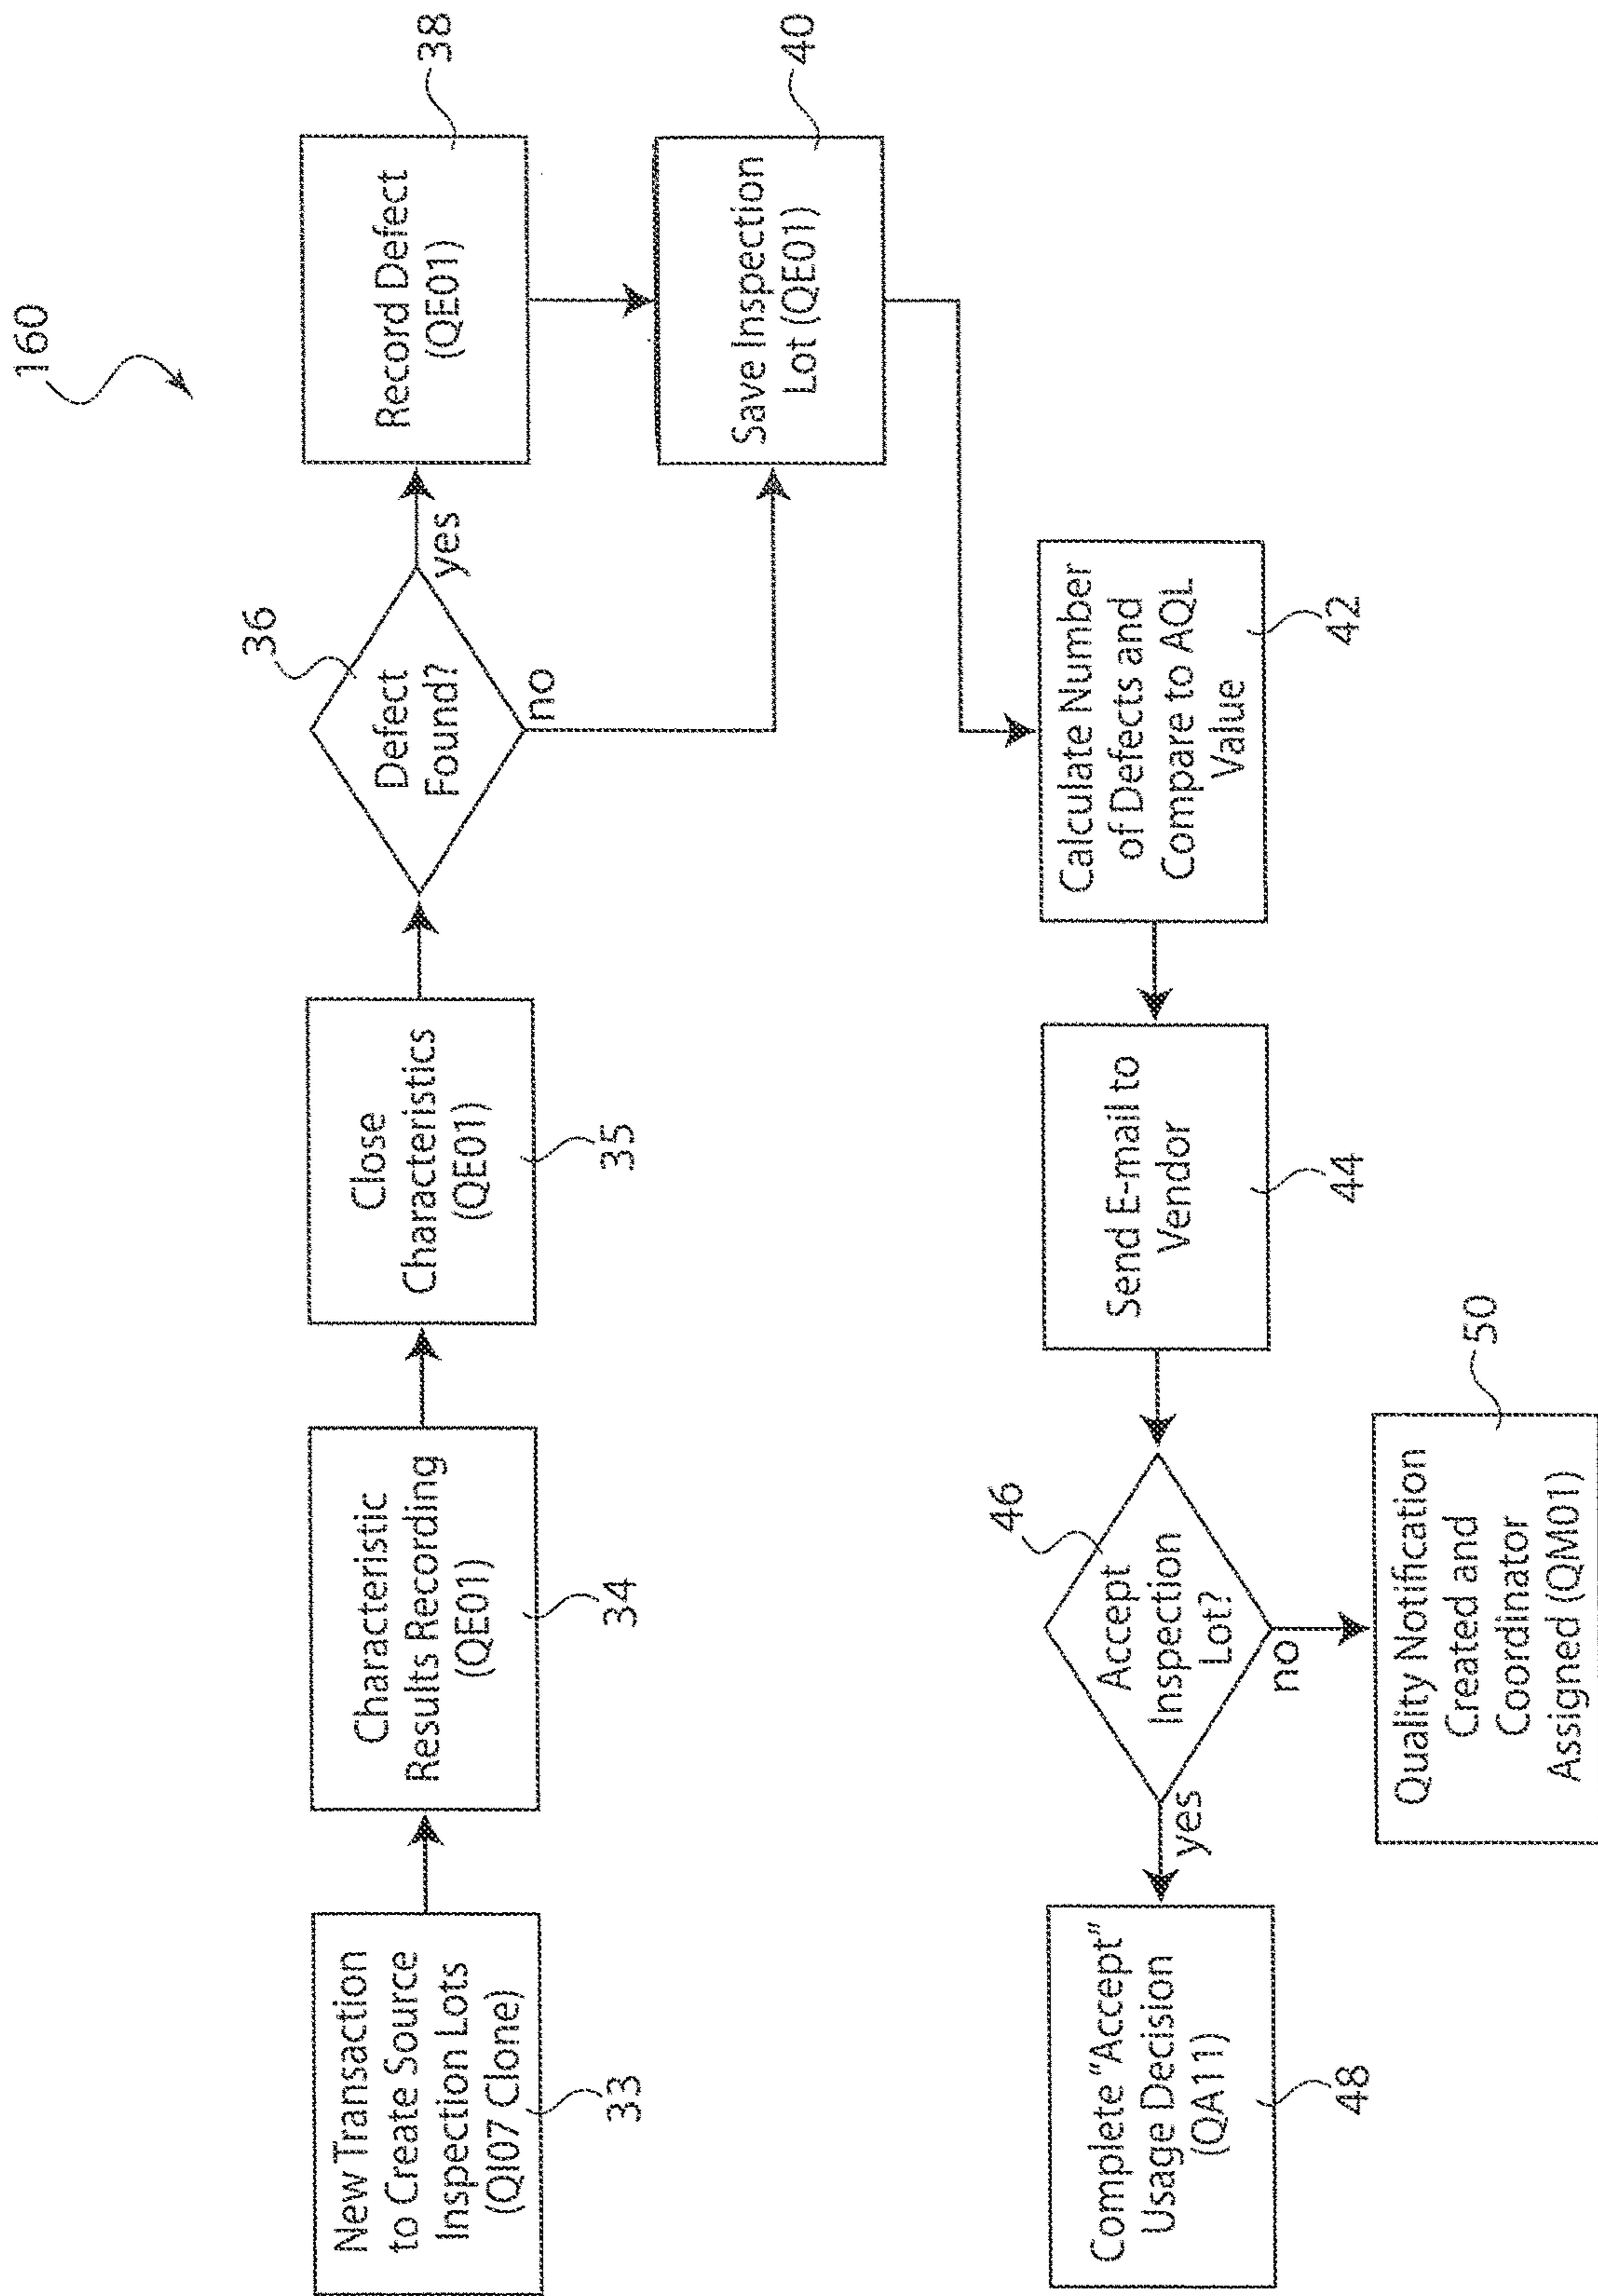 160
New Transaction
to Create Source
Inspection Lots
(QI07 Clone)
33
Characteristic
Results Recording
(QE01)
34
Close
Characteristics
(QE01)
35
36
Defect
Found?
yes
no
Record Defect
(QE01)
38
Save Inspection
Lot (QE01)
40
Calculate Number
of Defects and
Compare to AQL
Value
42
Send E-mail to
Vendor
44
46
Accept
Inspection
Lot?
yes
no
Complete “Accept”
Usage Decision
(QA11)
48
Quality Notification
Created and
Coordinator
Assigned (QM01)
50